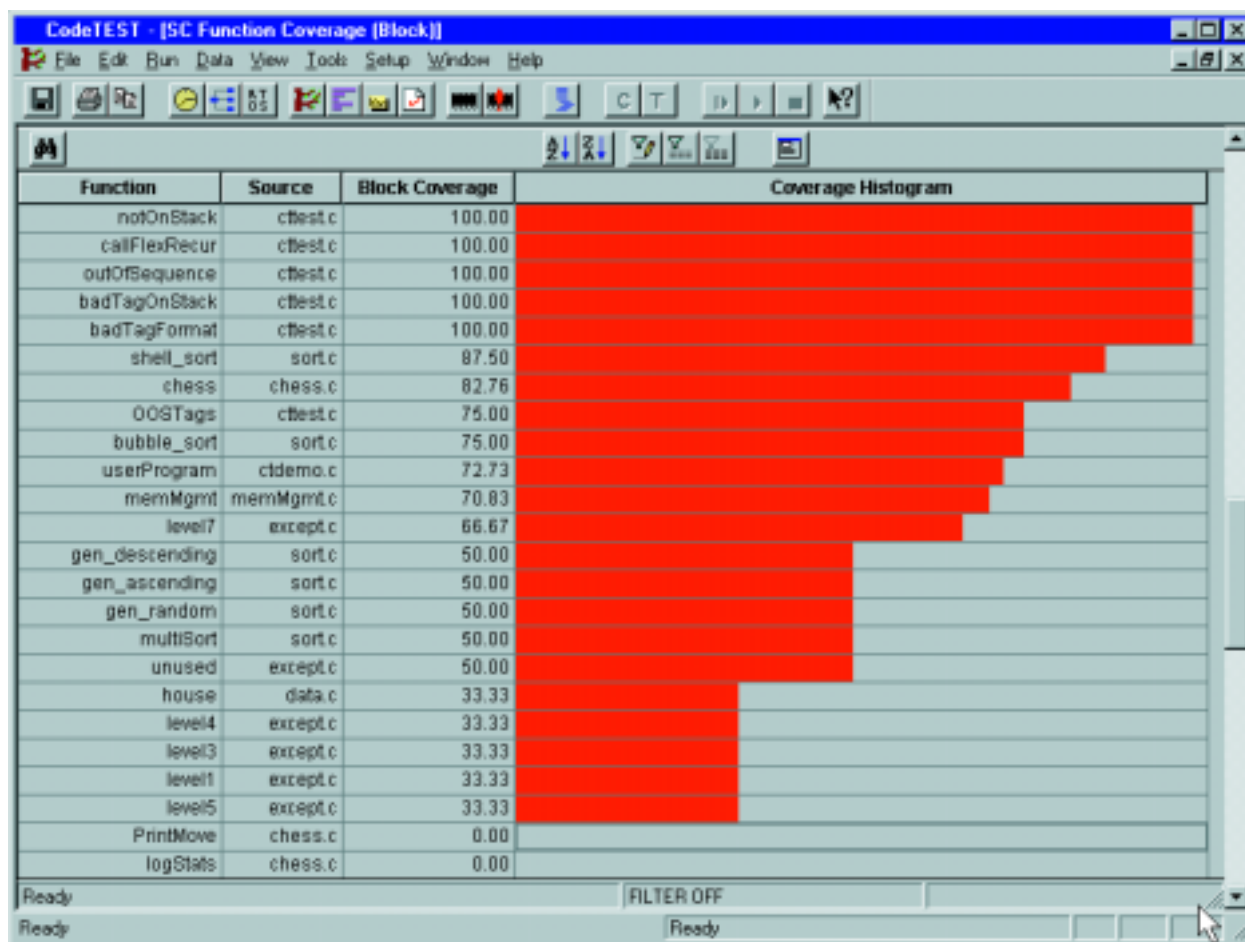 CodeTEST - [SC Function Coverage (Block)]
File Edit Run Data View Tools Setup Window Help
C T
Function Source Block Coverage Coverage Histogram
notOnStack cttest.c 100.00
callFlexRecur cttest.c 100.00
outOfSequence cttest.c 100.00
badTagOnStack cttest.c 100.00
badTagFormat cttest.c 100.00
shell_sort sort.c 87.50
chess chess.c 82.76
OOSTags cttest.c 75.00
bubble_sort sort.c 75.00
userProgram ctdemo.c 72.73
memMgmt memMgmt.c 70.83
level7 except.c 66.67
gen_descending sort.c 50.00
gen_ascending sort.c 50.00
gen_random sort.c 50.00
multiSort sort.c 50.00
unused except.c 50.00
house data.c 33.33
level4 except.c 33.33
level3 except.c 33.33
level1 except.c 33.33
level5 except.c 33.33
PrintMove chess.c 0.00
logStats chess.c 0.00
Ready FILTER OFF
Ready Ready